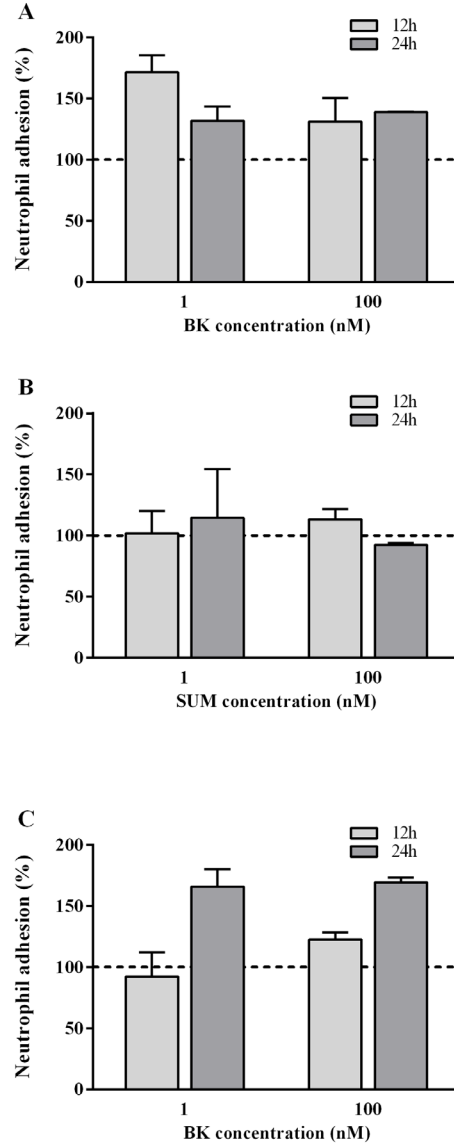 A
12h
24h
200
150
100
50
0
Neutrophil adhesion (%)
1
100
BK concentration (nM)
B
12h
24h
200
150
100
50
0
Neutrophil adhesion (%)
1
100
SUM concentration (nM)
C
12h
24h
200
150
100
50
0
Neutrophil adhesion (%)
1
100
BK concentration (nM)